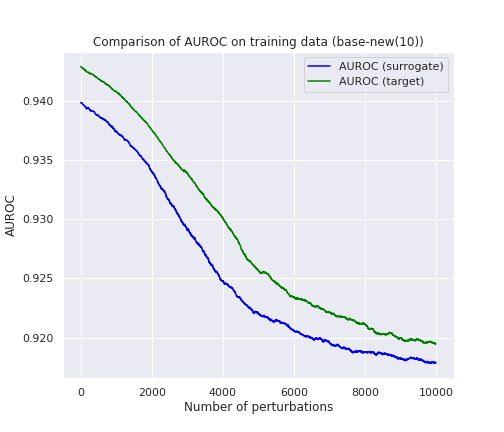 Comparison of AUROC on training data (base-new(10))
AUROC (surrogate)
AUROC (target)
0.940
0.935
0.930
0.925
0.920
AUROC
0 2000 4000 6000 8000 10000
Number of perturbations